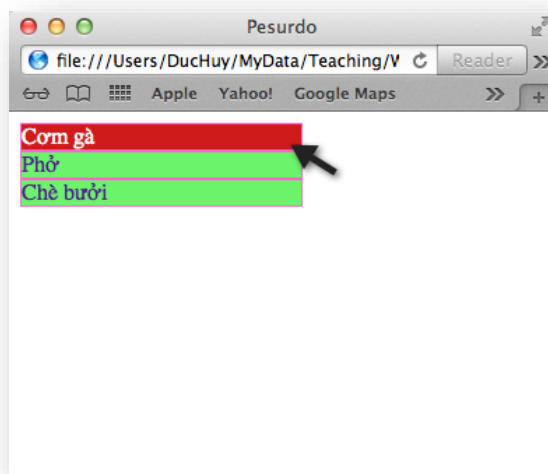 Pesurdo
file:///Users/DucHuy/MyData/Teaching/W
Reader
Apple Yahoo! Google Maps
Cơm gà
Phở
Chè bưởi